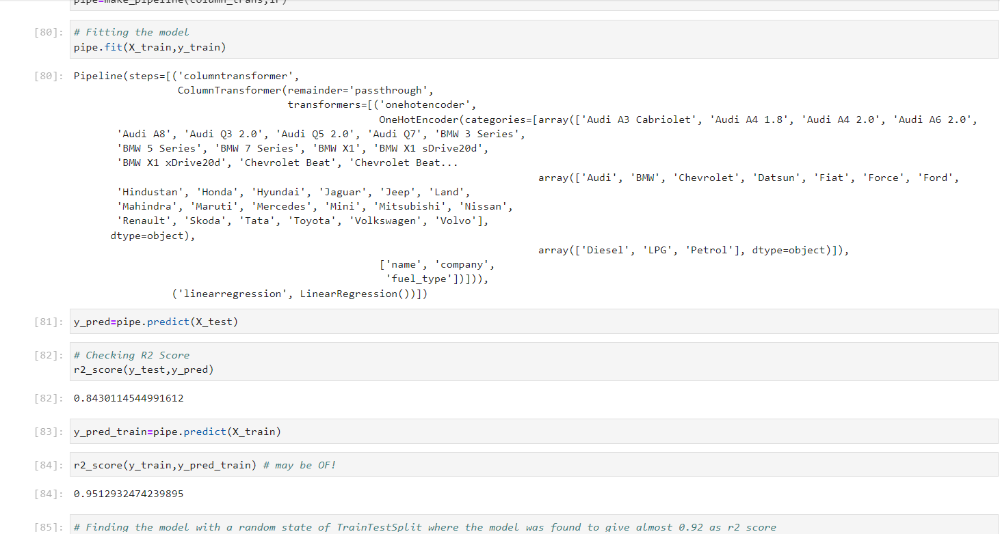 pipe=make_pipeline(column_trans,lr)
[80]: # Fitting the model
pipe.fit(X_train,y_train)
[80]: Pipeline(steps=[('columntransformer',
ColumnTransformer(remainder='passthrough',
transformers=[('onehotencoder',
OneHotEncoder(categories=[array(['Audi A3 Cabriolet', 'Audi A4 1.8', 'Audi A4 2.0', 'Audi A6 2.0',
'Audi A8', 'Audi Q3 2.0', 'Audi Q5 2.0', 'Audi Q7', 'BMW 3 Series',
'BMW 5 Series', 'BMW 7 Series', 'BMW X1', 'BMW X1 sDrive20d',
'BMW X1 xDrive20d', 'Chevrolet Beat', 'Chevrolet Beat...
array(['Audi', 'BMW', 'Chevrolet', 'Datsun', 'Fiat', 'Force', 'Ford',
'Hindustan', 'Honda', 'Hyundai', 'Jaguar', 'Jeep', 'Land',
'Mahindra', 'Maruti', 'Mercedes', 'Mini', 'Mitsubishi', 'Nissan',
'Renault', 'Skoda', 'Tata', 'Toyota', 'Volkswagen', 'Volvo'],
dtype=object),
array(['Diesel', 'LPG', 'Petrol'], dtype=object)]),
['name', 'company',
'fuel_type'])])),
('linearregression', LinearRegression())])
[81]: y_pred=pipe.predict(X_test)
[82]: # Checking R2 Score
r2_score(y_test,y_pred)
[82]: 0.8430114544991612
[83]: y_pred_train=pipe.predict(X_train)
[84]: r2_score(y_train,y_pred_train) # may be OF!
[84]: 0.9512932474239895
[85]: # Finding the model with a random state of TrainTestSplit where the model was found to give almost 0.92 as r2 score